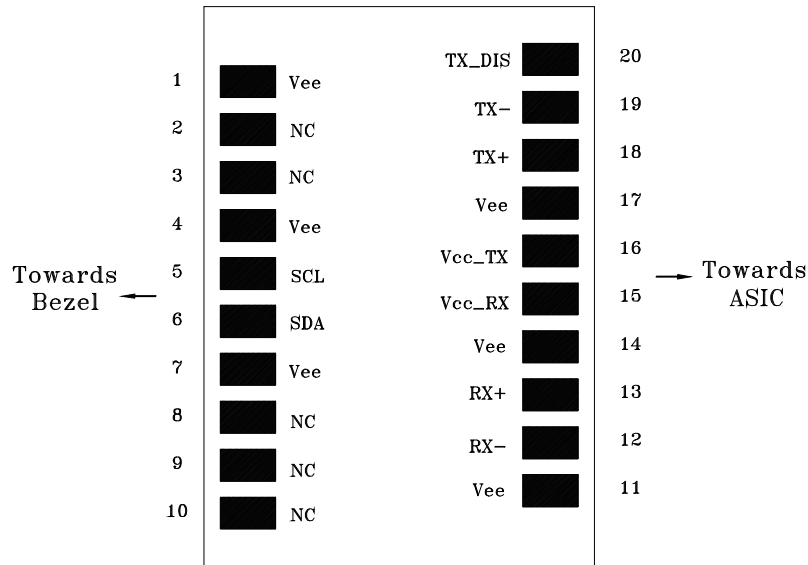 1 Vee
2 NC
3 NC
4 Vee
5 SCL
6 SDA
7 Vee
8 NC
9 NC
10 NC
Towards
Bezel
TX_DIS 20
TX- 19
TX+ 18
Vee 17
Vcc_TX 16
Vcc_RX 15
Vee 14
RX+ 13
RX- 12
Vee 11
Towards
ASIC